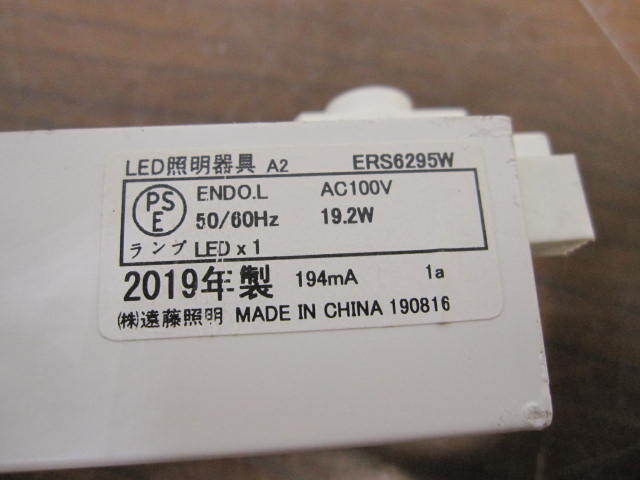 LED照明器具 A2 ERS6295W
PS E ENDO.L AC100V
50/60Hz 19.2W
ランプ LED x 1
2019年製 194mA 1a
㈱遠藤照明 MADE IN CHINA 190816